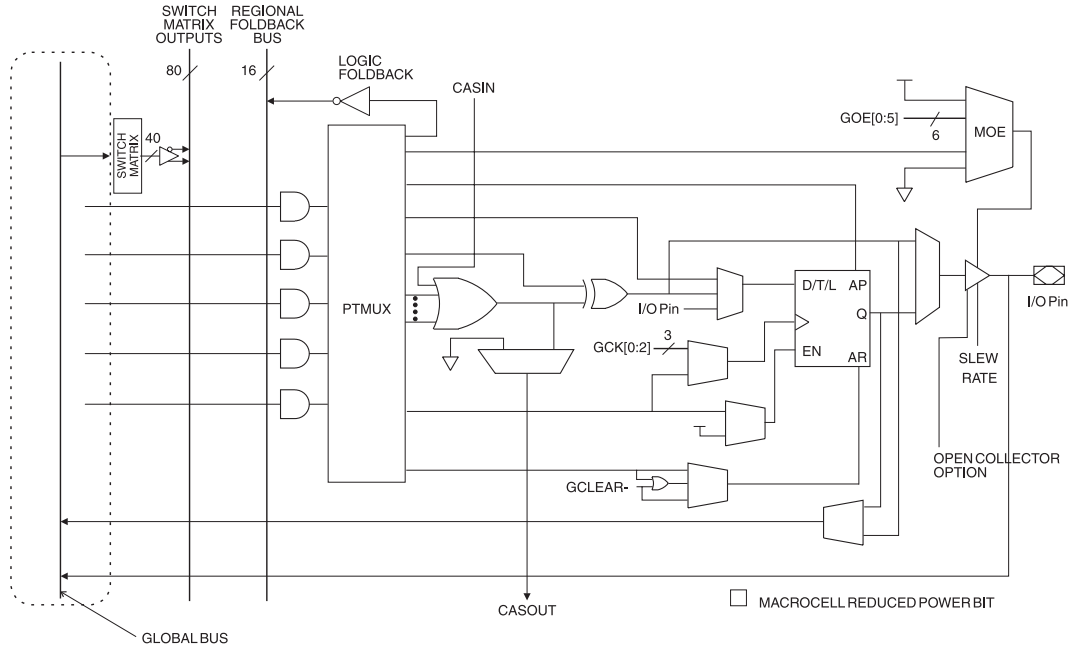 SWITCH
MATRIX
OUTPUTS
REGIONAL
FOLDBACK
BUS
80
16
LOGIC
FOLDBACK
CASIN
GOE[0:5]
6
MOE
SWITCH
MATRIX
40
PTMUX
D/T/L
AP
Q
EN
AR
I/O Pin
I/O Pin
GCK[0:2]
3
SLEW
RATE
OPEN COLLECTOR
OPTION
GCLEAR-
CASOUT
MACROCELL REDUCED POWER BIT
GLOBAL BUS